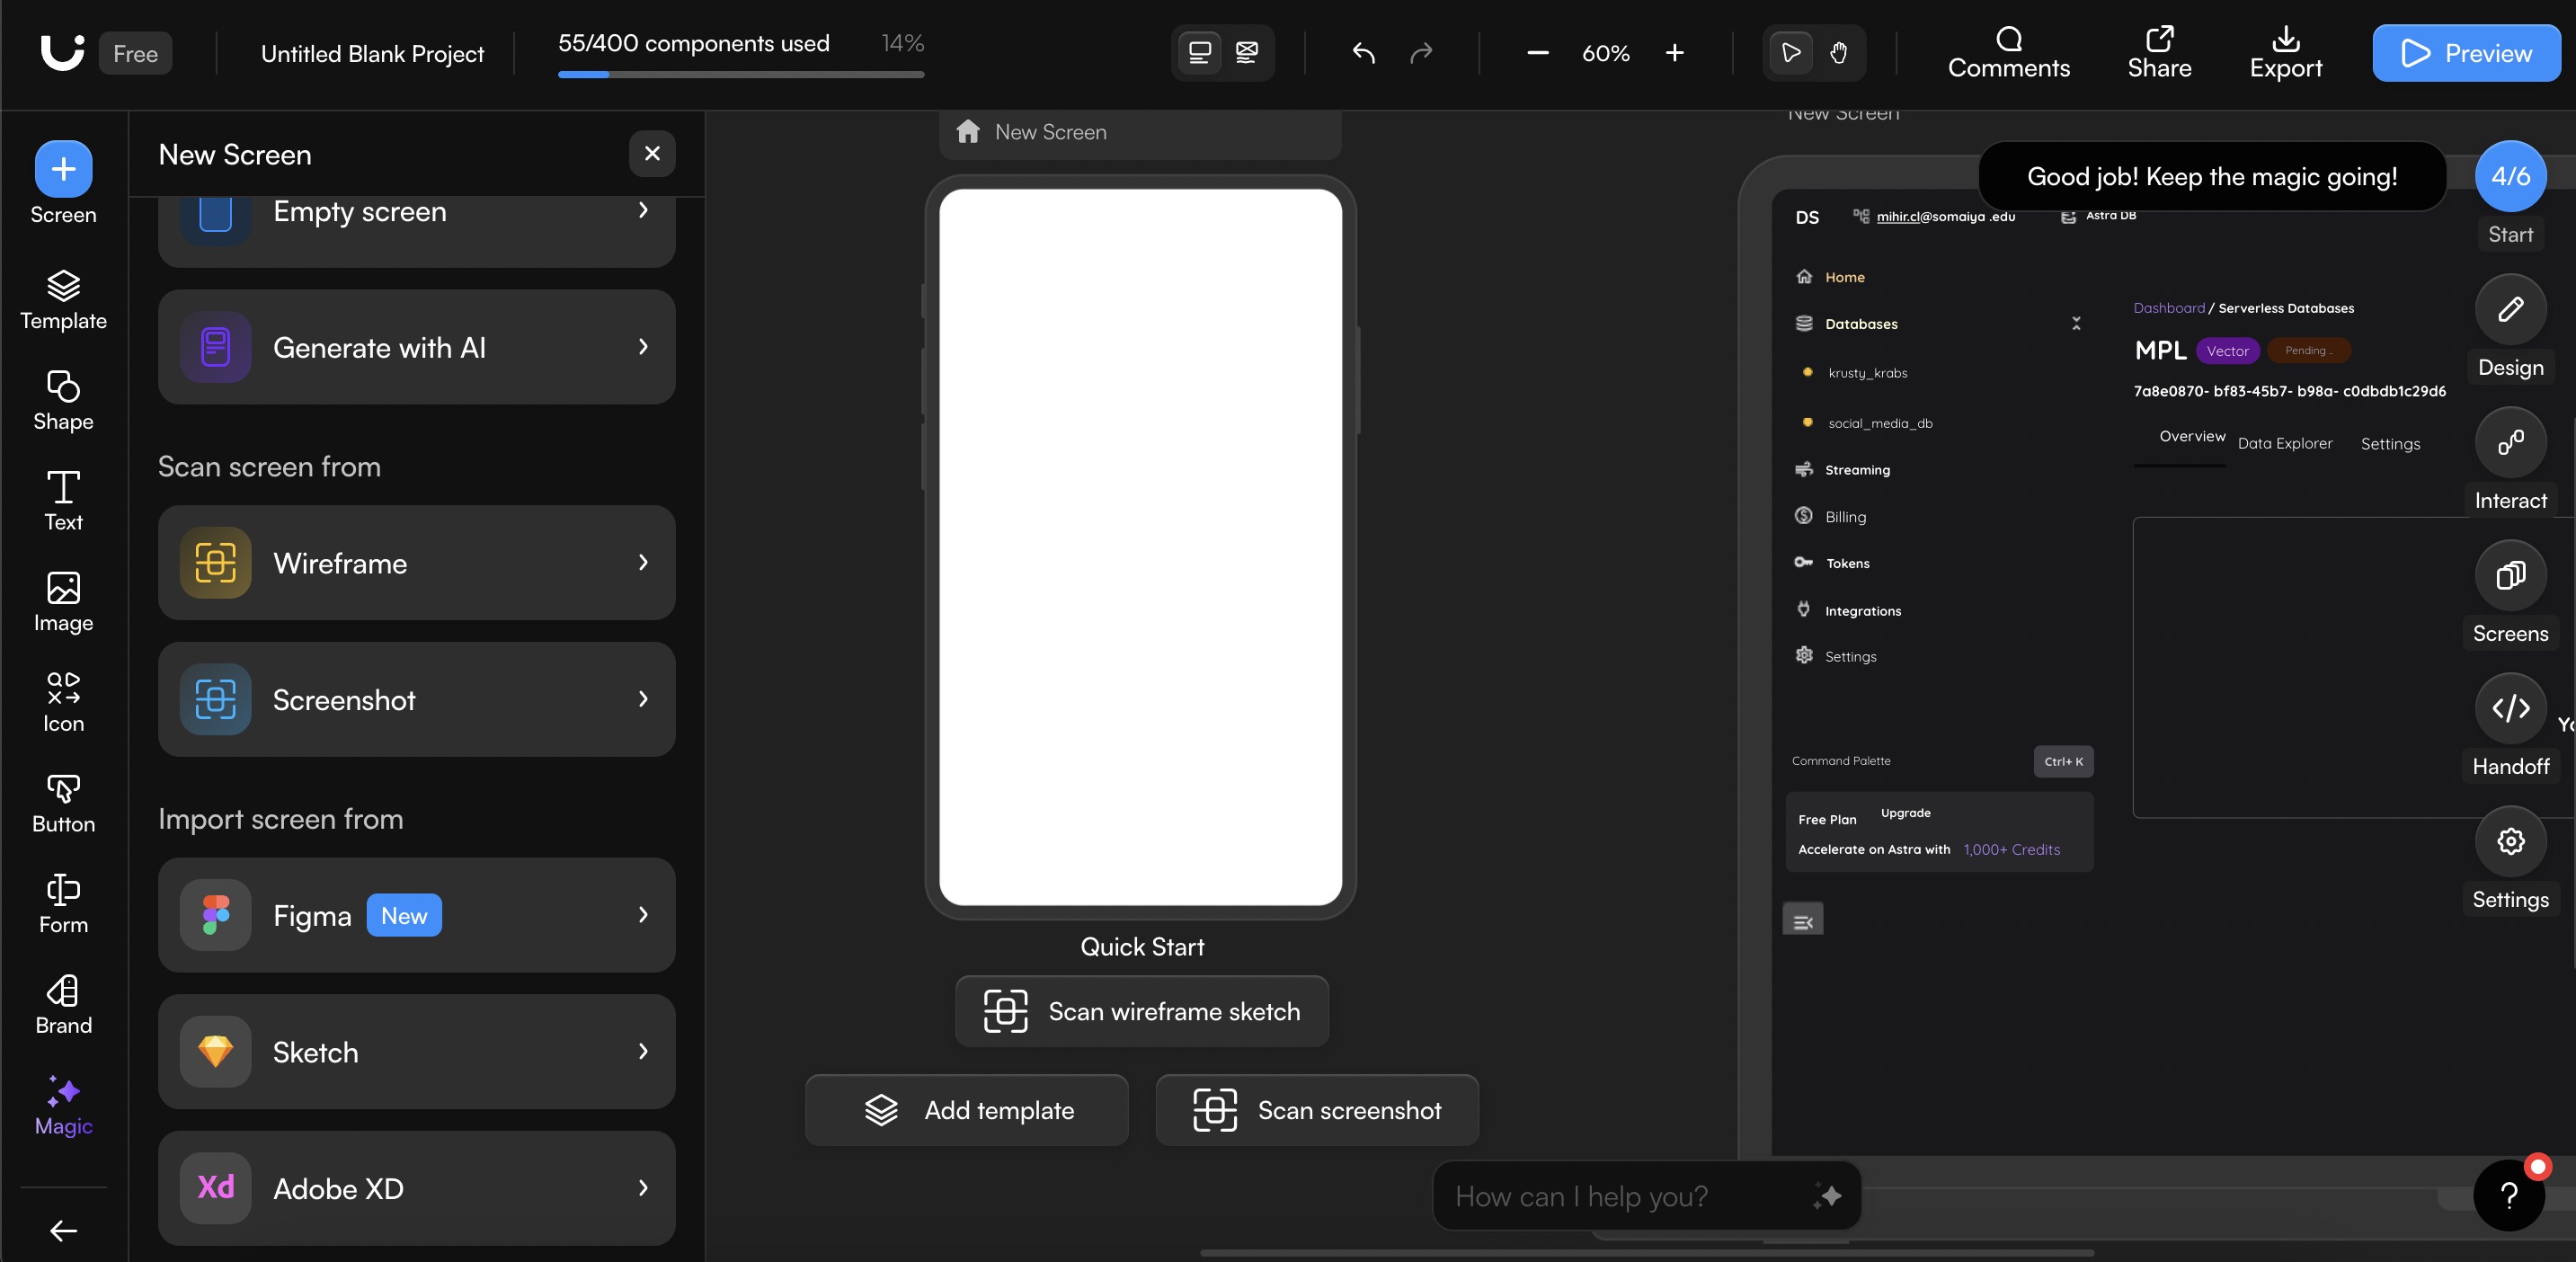 Free
Untitled Blank Project
55/400 components used
14%
60%
Comments
Share
Export
Preview
Screen
Template
Shape
Text
Image
Icon
Button
Form
Brand
Magic
New Screen
Empty screen
Generate with AI
Scan screen from
Wireframe
Screenshot
Import screen from
Figma New
Sketch
Xd Adobe XD
New Screen
Quick Start
Scan wireframe sketch
Add template
Scan screenshot
How can I help you?
New Screen
Good job! Keep the magic going!
DS
mihir.cl@somaiya .edu
Astra DB
Home
Databases
krusty_krabs
social_media_db
Streaming
Billing
Tokens
Integrations
Settings
Command Palette
Ctrl+ K
Free Plan
Upgrade
Accelerate on Astra with 1,000+ Credits
Dashboard / Serverless Databases
MPL Vector Pending ..
7a8e0870- bf83-45b7- b98a- c0dbdb1c29d6
Overview
Data Explorer
Settings
4/6
Start
Design
Interact
Screens
Handoff
Settings
?